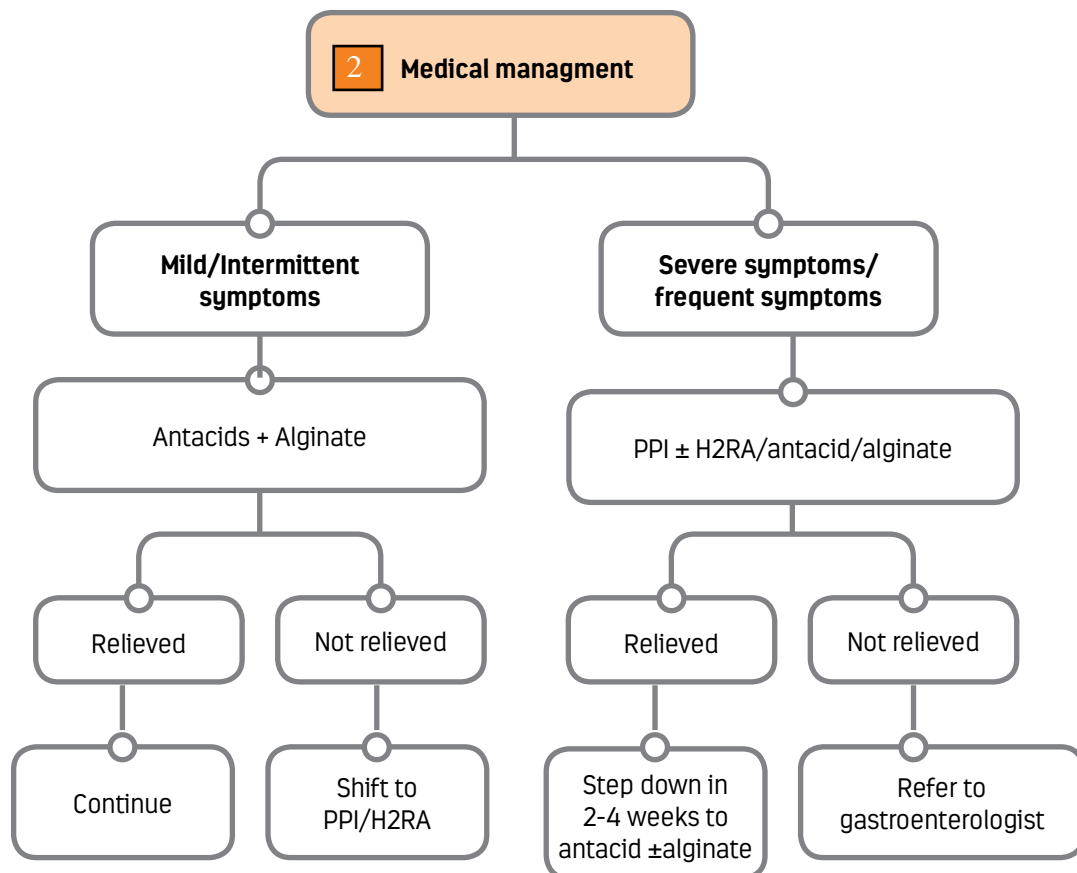 2 Medical managment
Mild/Intermittent
symptoms
Severe symptoms/
frequent symptoms
Antacids + Alginate
PPI ± H2RA/antacid/alginate
Relieved
Not relieved
Relieved
Not relieved
Continue
Shift to
PPI/H2RA
Step down in
2-4 weeks to
antacid ±alginate
Refer to
gastroenterologist